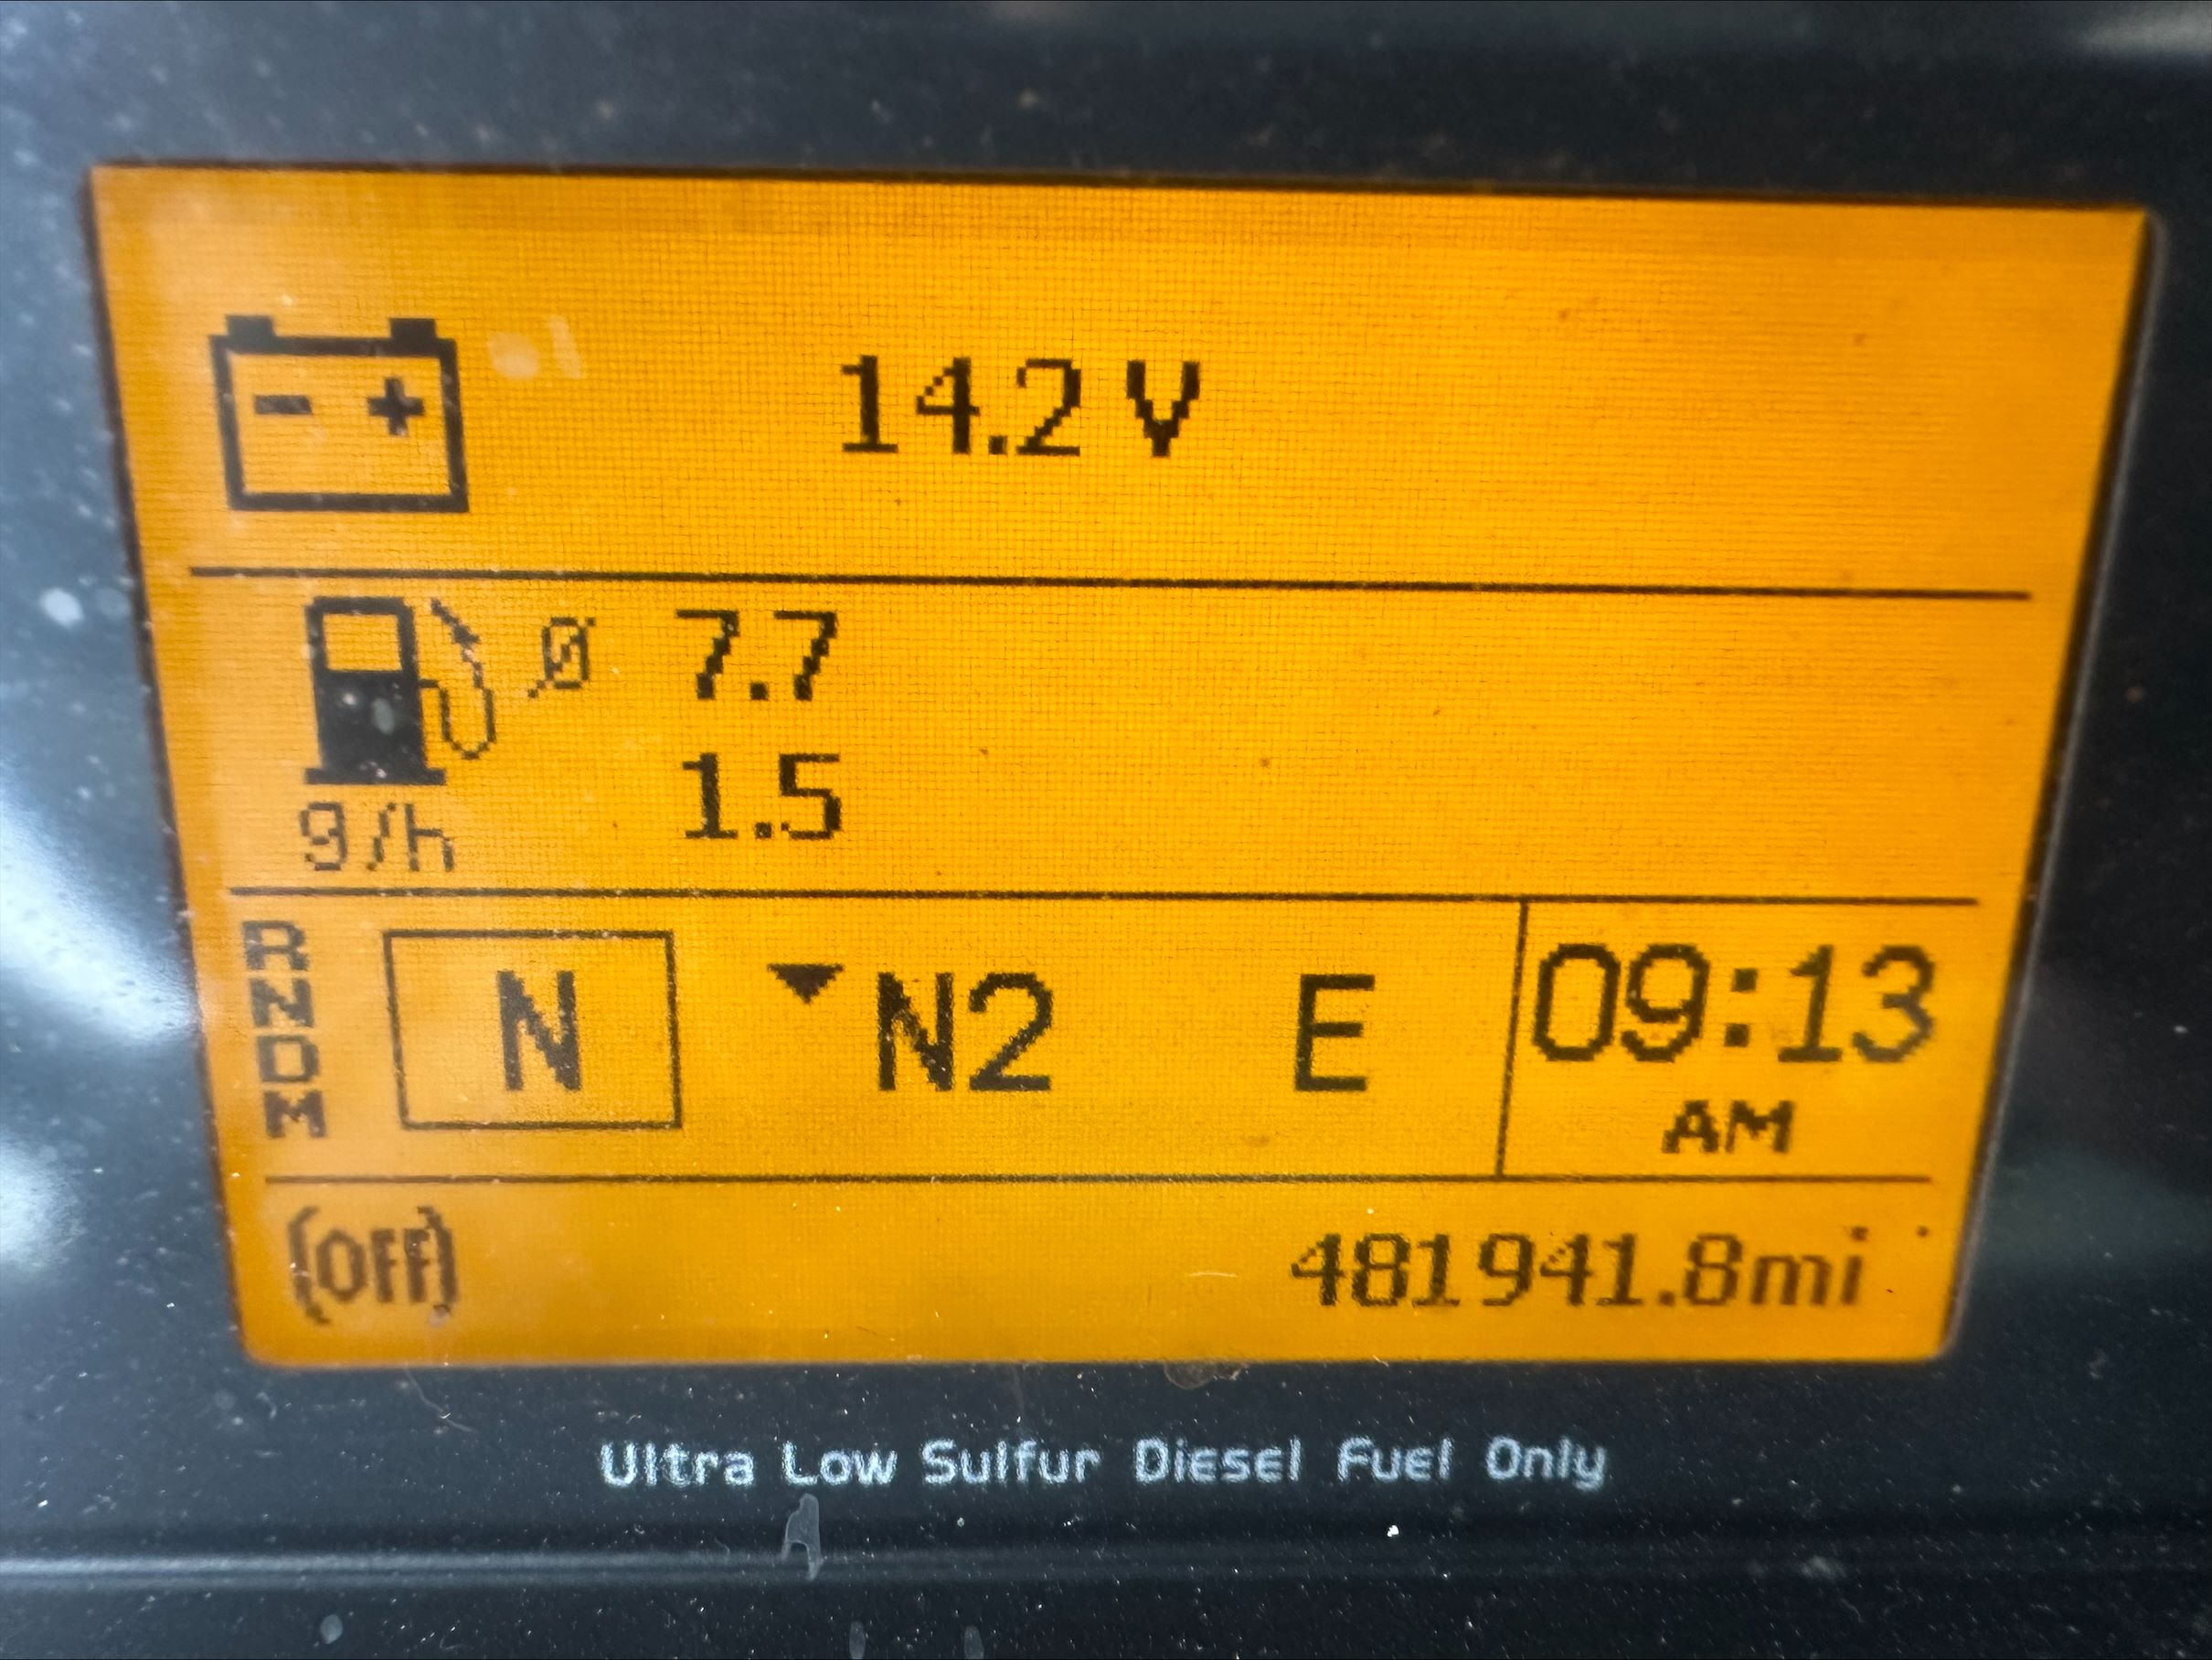 - +
14.2 V
Ø 7.7
1.5
g/h
RNDM
N N2 E
09:13
AM
(OFF)
481941.8mi
Ultra Low Sulfur Diesel Fuel Only